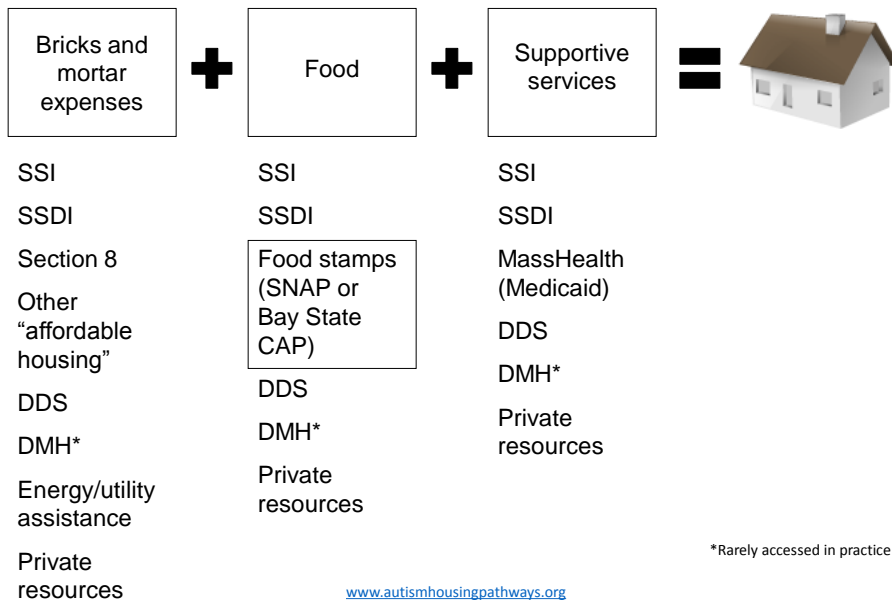 Bricks and
mortar
expenses
Food
Supportive
services
SSI
SSDI
Section 8
Other
“affordable
housing”
DDS
DMH*
Energy/utility
assistance
Private
resources
SSI
SSDI
Food stamps
(SNAP or
Bay State
CAP)
DDS
DMH*
Private
resources
SSI
SSDI
MassHealth
(Medicaid)
DDS
DMH*
Private
resources
*Rarely accessed in practice
www.autismhousingpathways.org